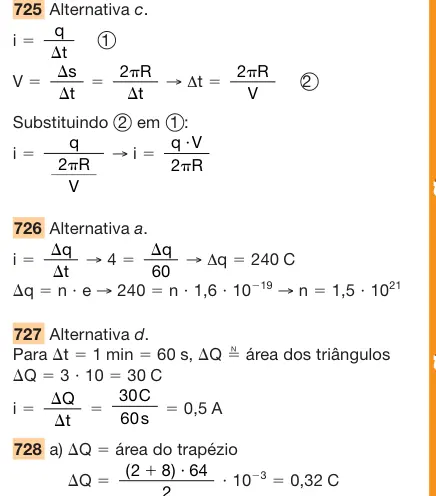 725 Alternativa c.
i = q / Δt ①
V = Δs / Δt = 2πR / Δt → Δt = 2πR / V ②
Substituindo ② em ①:
i = q / (2πR / V) → i = q · V / 2πR
726 Alternativa a.
i = Δq / Δt → 4 = Δq / 60 → Δq = 240 C
Δq = n · e → 240 = n · 1,6 · 10⁻¹⁹ → n = 1,5 · 10²¹
727 Alternativa d.
Para Δt = 1 min = 60 s, ΔQ ≗ᴺ área dos triângulos
ΔQ = 3 · 10 = 30 C
i = ΔQ / Δt = 30 C / 60 s = 0,5 A
728 a) ΔQ = área do trapézio
ΔQ = (2 + 8) · 64 / 2 · 10⁻³ = 0,32 C